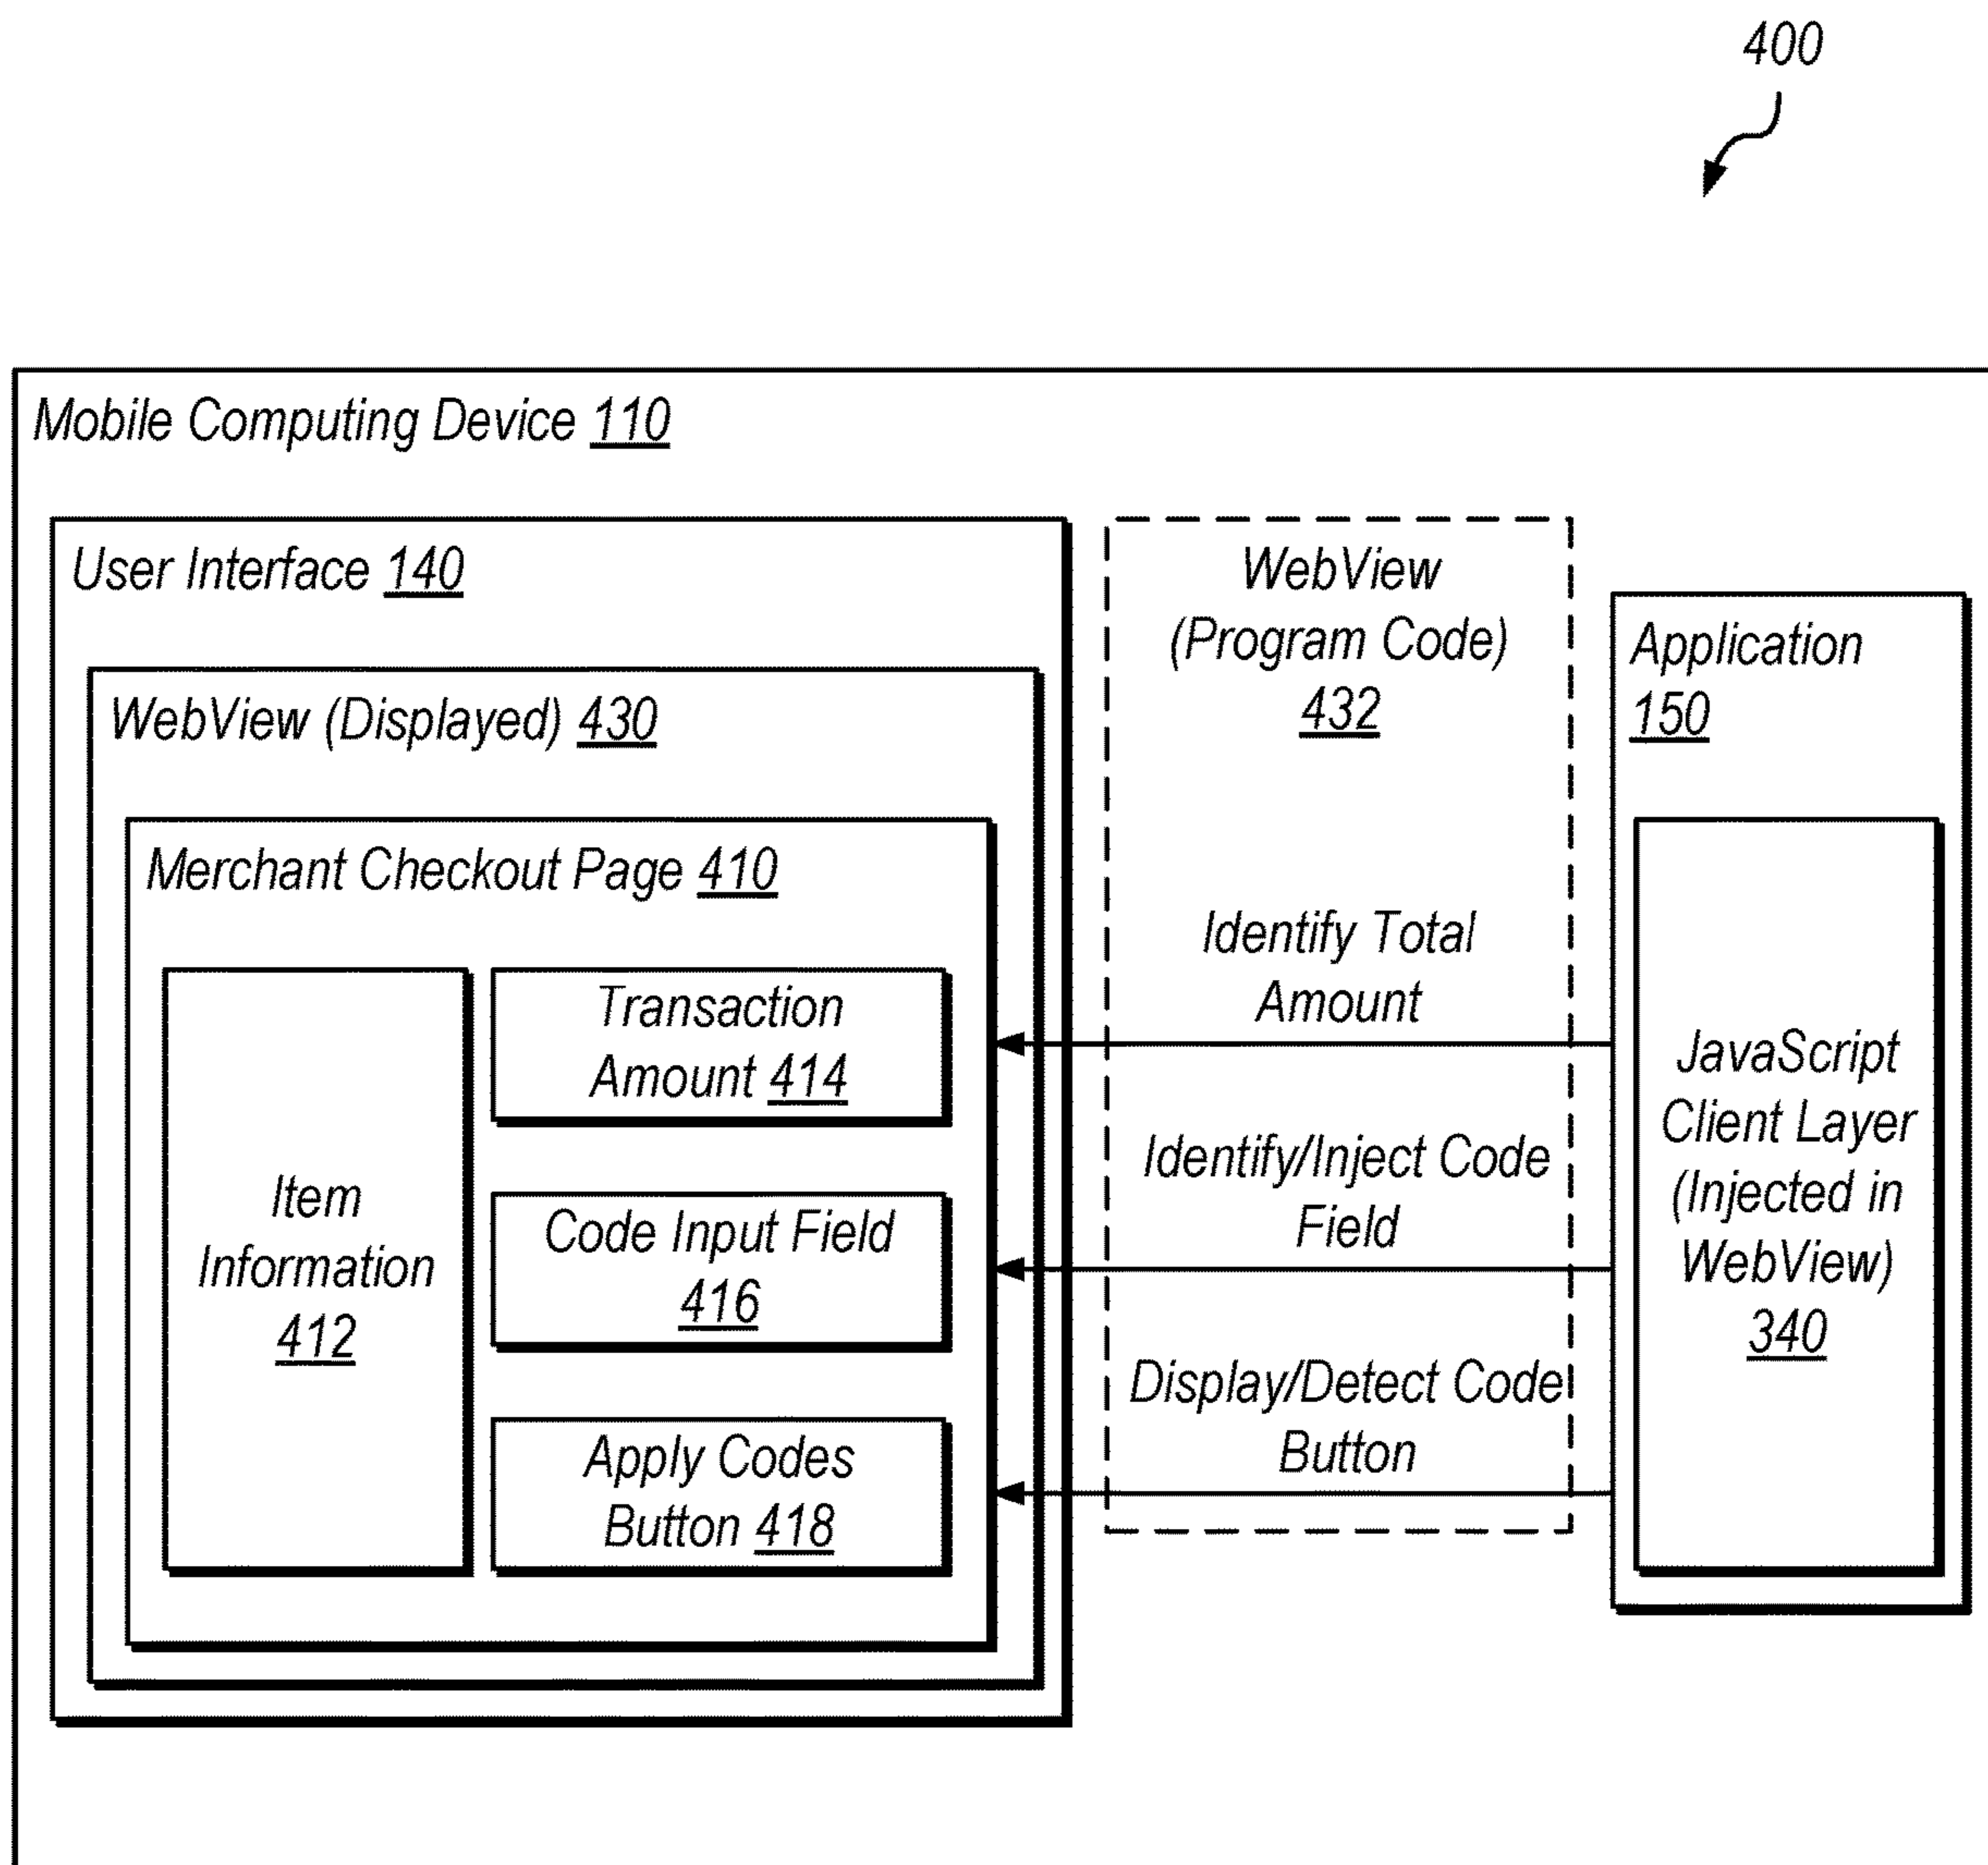 400
Mobile Computing Device 110
User Interface 140
WebView (Displayed) 430
Merchant Checkout Page 410
Item
Information
412
Transaction
Amount 414
Code Input Field
416
Apply Codes
Button 418
WebView
(Program Code)
432
Identify Total
Amount
Identify/Inject Code
Field
Display/Detect Code
Button
Application
150
JavaScript
Client Layer
(Injected in
WebView)
340